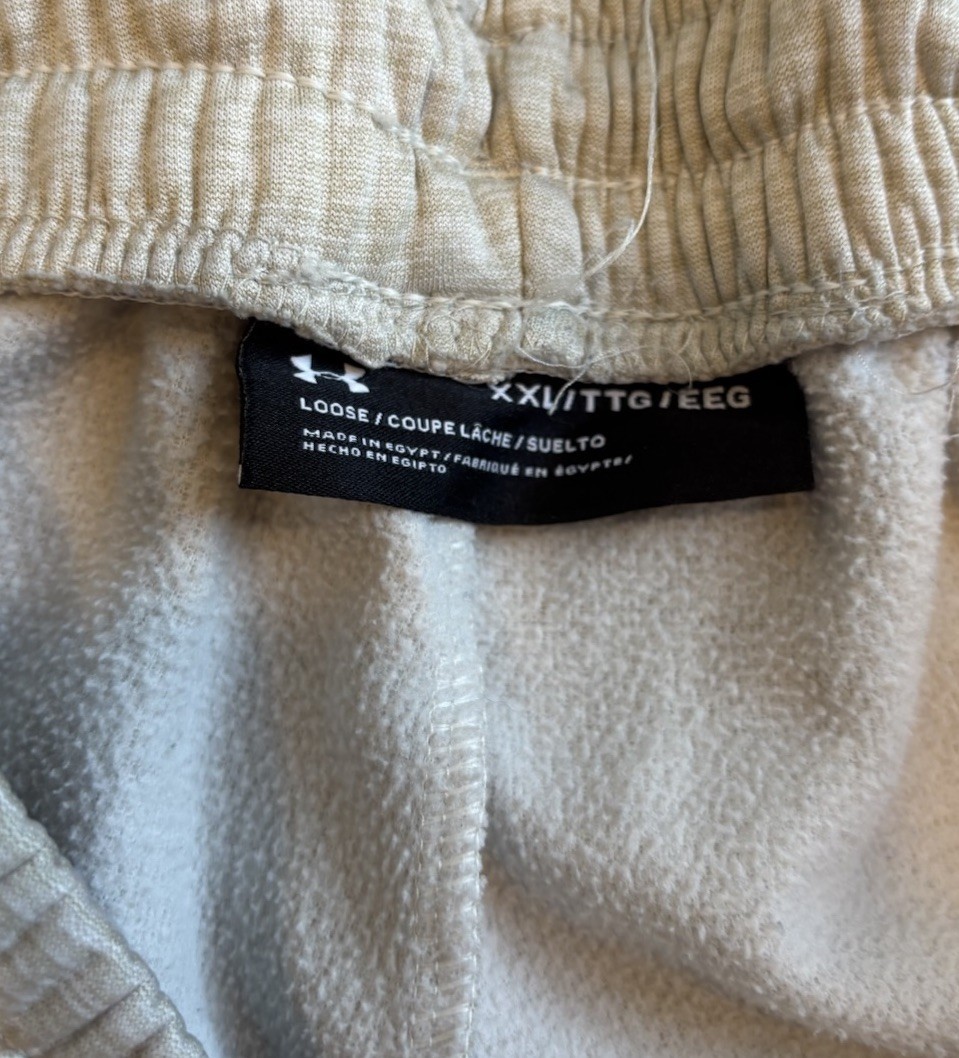 XXL/TTG/EEG
LOOSE / COUPE LÂCHE / SUELTO
MADE IN EGYPT / FABRIQUÉ EN ÉGYPTE /
HECHO EN EGIPTO